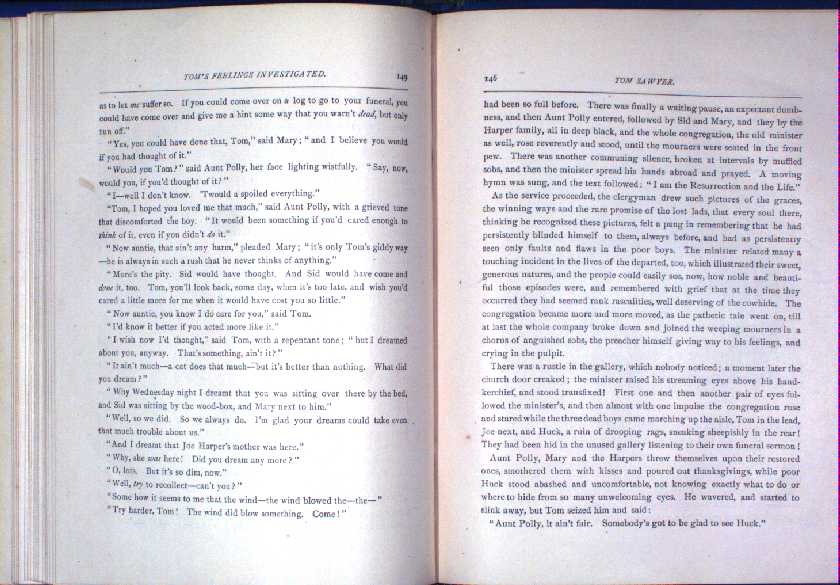 TOM'S FEELINGS INVESTIGATED. 149
as to let me suffer so. If you could come over on a log to go to your funeral, you
could have come over and give me a hint some way that you warn't dead, but only
run off."
"Yes, you could have done that, Tom," said Mary; "and I believe you would
if you had thought of it."
"Would you Tom?" said Aunt Polly, her face lighting wistfully. "Say, now,
would you, if you'd thought of it?"
"I—well I don't know. 'Twould a spoiled everything."
"Tom, I hoped you loved me that much," said Aunt Polly, with a grieved tone
that discomforted the boy. "It would been something if you'd cared enough to
think of it, even if you didn't do it."
"Now auntie, that ain't any harm," pleaded Mary; "it's only Tom's giddy way
—he is always in such a rush that he never thinks of anything."
"More's the pity. Sid would have thought. And Sid would have come and
done it, too. Tom, you'll look back, some day, when it's too late, and wish you'd
cared a little more for me when it would have cost you so little."
"Now auntie, you know I do care for you," said Tom.
"I'd know it better if you acted more like it."
"I wish now I'd thought," said Tom, with a repentant tone; "but I dreamed
about you, anyway. That's something, ain't it?"
"It ain't much—a cat does that much—but it's better than nothing. What did
you dream?"
"Why Wednesday night I dreamt that you was sitting over there by the bed,
and Sid was sitting by the wood-box, and Mary next to him."
"Well, so we did. So we always do. I'm glad your dreams could take even
that much trouble about us."
"And I dreamt that Joe Harper's mother was here."
"Why, she was here! Did you dream any more?"
"O, lots. But it's so dim, now."
"Well, try to recollect—can't you?"
"Some how it seems to me that the wind—the wind blowed the—the—"
"Try harder, Tom! The wind did blow something. Come!"
146 TOM SAWYER.
had been so full before. There was finally a waiting pause, an expectant dumb-
ness, and then Aunt Polly entered, followed by Sid and Mary, and they by the
Harper family, all in deep black, and the whole congregation, the old minister
as well, rose reverently and stood, until the mourners were seated in the front
pew. There was another communing silence, broken at intervals by muffled
sobs, and then the minister spread his hands abroad and prayed. A moving
hymn was sung, and the text followed: "I am the Resurrection and the Life."
As the service proceeded, the clergyman drew such pictures of the graces,
the winning ways and the rare promise of the lost lads, that every soul there,
thinking he recognized these pictures, felt a pang in remembering that he had
persistently blinded himself to them, always before, and had as persistently
seen only faults and flaws in the poor boys. The minister related many a
touching incident in the lives of the departed, too, which illustrated their sweet,
generous natures, and the people could easily see, now, how noble and beauti-
ful those episodes were, and remembered with grief that at the time they
occurred they had seemed rank rascalities, well deserving of the cowhide. The
congregation became more and more moved, as the pathetic tale went on, till
at last the whole company broke down and joined the weeping mourners in a
chorus of anguished sobs, the preacher himself giving way to his feelings, and
crying in the pulpit.
There was a rustle in the gallery, which nobody noticed; a moment later the
church door creaked; the minister raised his streaming eyes above his hand-
kerchief, and stood transfixed! First one and then another pair of eyes fol-
lowed the minister's, and then almost with one impulse the congregation rose
and stared while the three dead boys came marching up the aisle, Tom in the lead,
Joe next, and Huck, a ruin of drooping rags, sneaking sheepishly in the rear!
They had been hid in the unused gallery listening to their own funeral sermon!
Aunt Polly, Mary and the Harpers threw themselves upon their restored
ones, smothered them with kisses and poured out thanksgivings, while poor
Huck stood abashed and uncomfortable, not knowing exactly what to do or
where to hide from so many unwelcoming eyes. He wavered, and started to
slink away, but Tom seized him and said:
"Aunt Polly, it ain't fair. Somebody's got to be glad to see Huck."